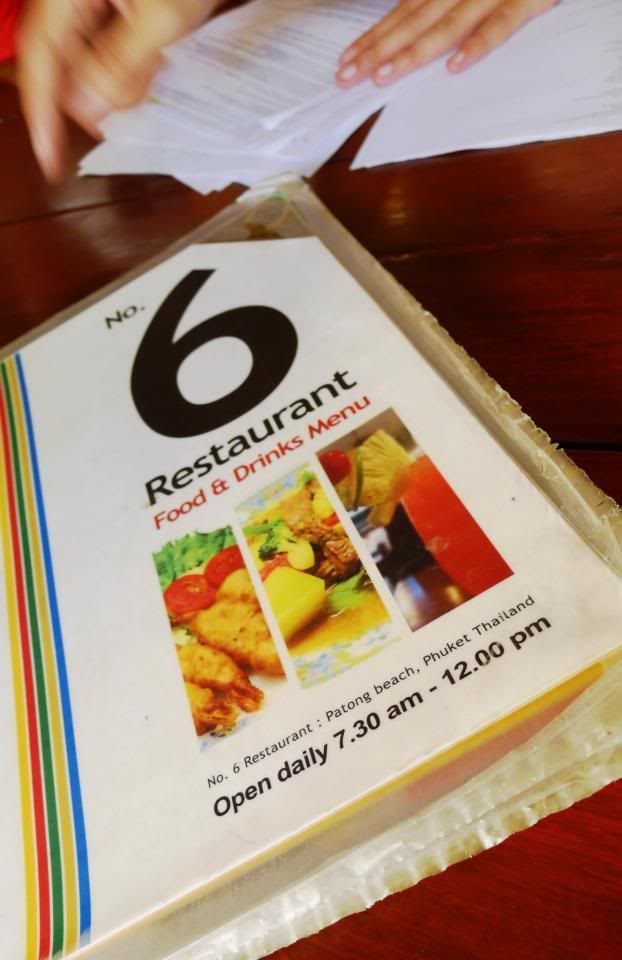 No.
6
Restaurant
Food & Drinks Menu
No. 6 Restaurant : Patong beach, Phuket Thailand
Open daily 7.30 am - 12.00 pm